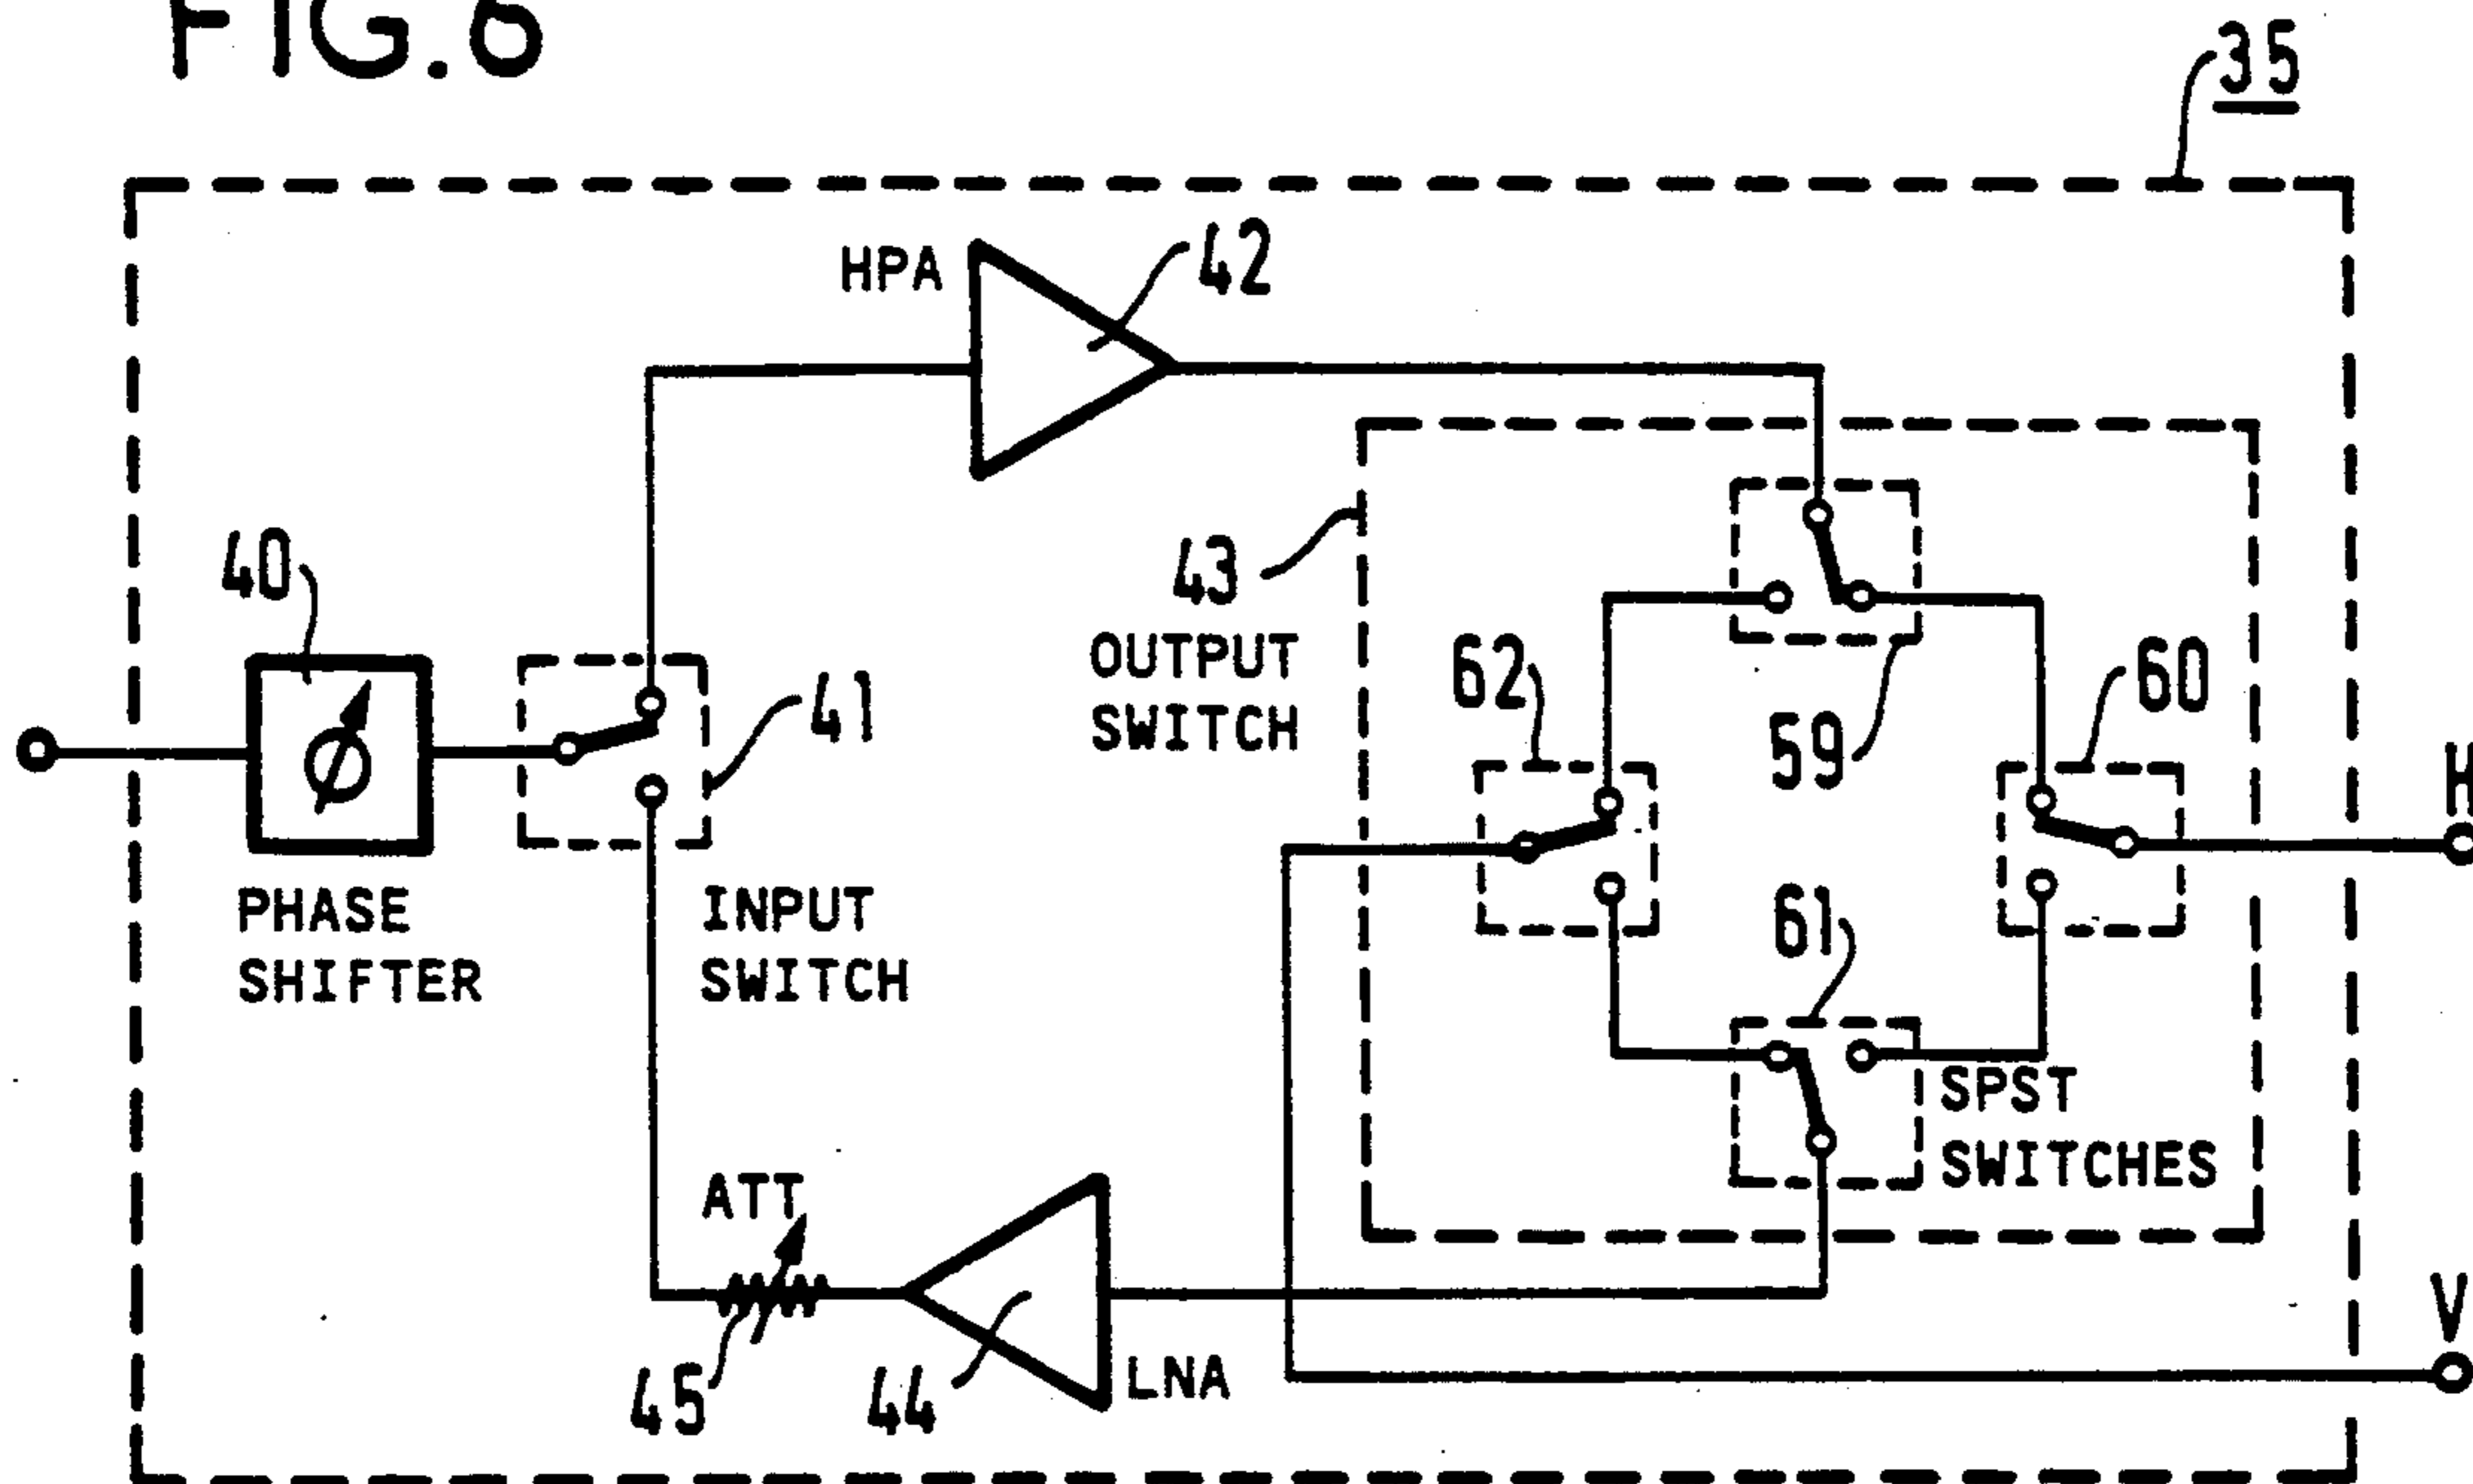 FIG.6
35
HPA
42
40
43
OUTPUT
SWITCH
41
62
59
60
H
PHASE
SHIFTER
INPUT
SWITCH
61
SPST
SWITCHES
ATT
45
44
LNA
V